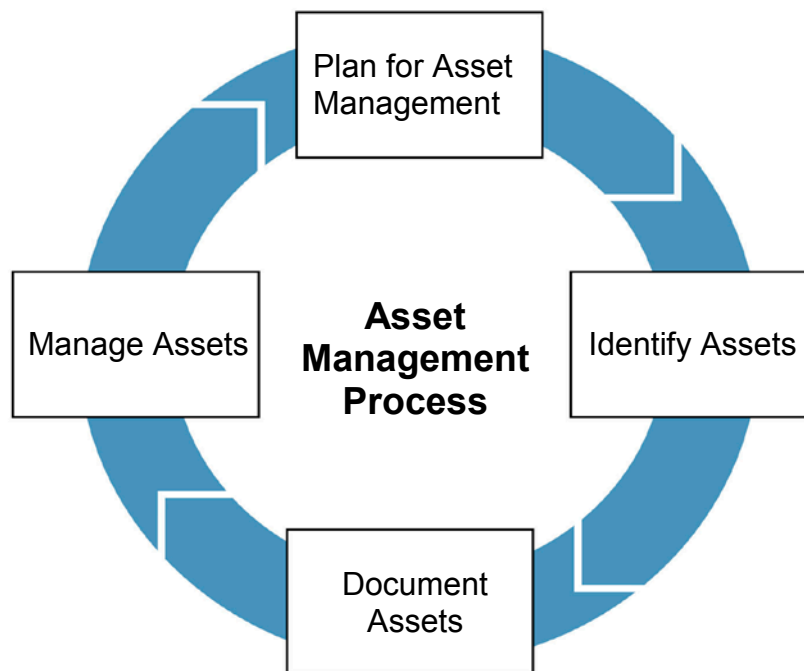 Plan for Asset
Management
Manage Assets
Asset
Management
Process
Identify Assets
Document
Assets